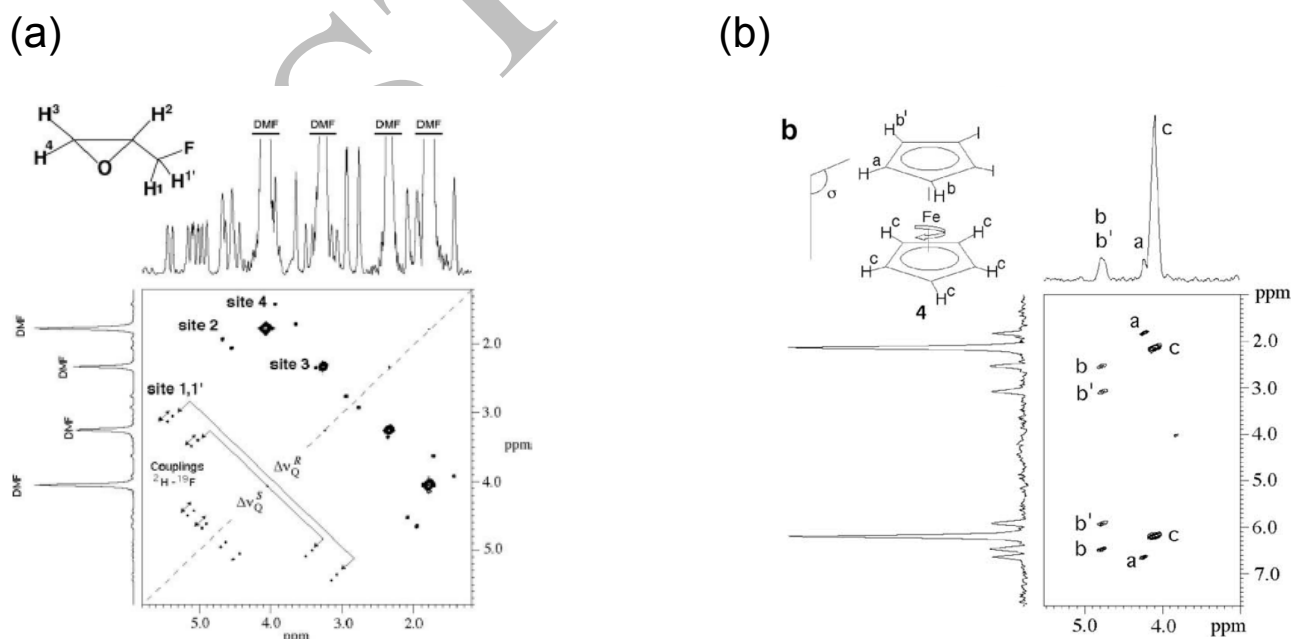 (a)
(b)
H3
H2
H4
O
F
H1
H1'
DMF
DMF
DMF
DMF
site 4
site 2
site 3
site 1,1'
Couplings
2H - 19F
ΔνQR
ΔνQS
DMF
DMF
DMF
DMF
2.0
3.0
ppm
4.0
5.0
5.0
4.0
3.0
2.0
ppm
b
Hb'
I
Ha
I
Hb
σ
Fe
Hc
Hc
Hc
Hc
Hc
4
c
b
b'
a
ppm
a
2.0
c
b
b'
3.0
4.0
5.0
b'
6.0
c
b
a
7.0
5.0
4.0
ppm